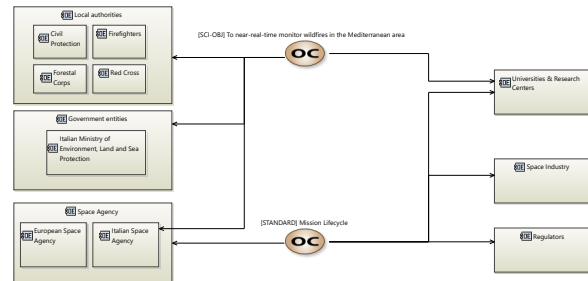 Local authorities
Civil
Protection
Firefighters
Forestal
Corps
Red Cross
[SCI-OBJ] To near-real-time monitor wildfires in the Mediterranean area
OC
Universities & Research
Centers
Government entities
Italian Ministry of
Environment, Land and Sea
Protection
Space Industry
Space Agency
European Space
Agency
Italian Space
Agency
[STANDARD] Mission Lifecycle
OC
Regulators